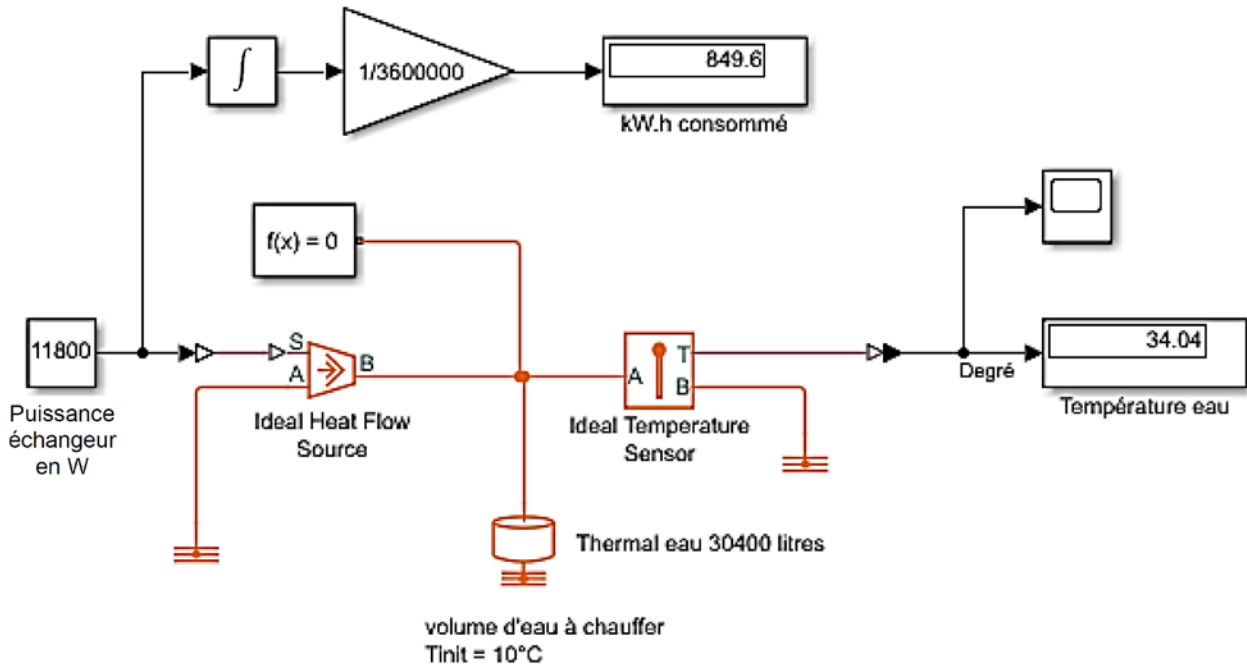 ∫
1/3600000
849.6
kW.h consommé
f(x) = 0
11800
Puissance
échangeur
en W
S
A
B
Ideal Heat Flow
Source
A
T
B
Ideal Temperature
Sensor
Degré
34.04
Température eau
Thermal eau 30400 litres
volume d'eau à chauffer
Tinit = 10°C